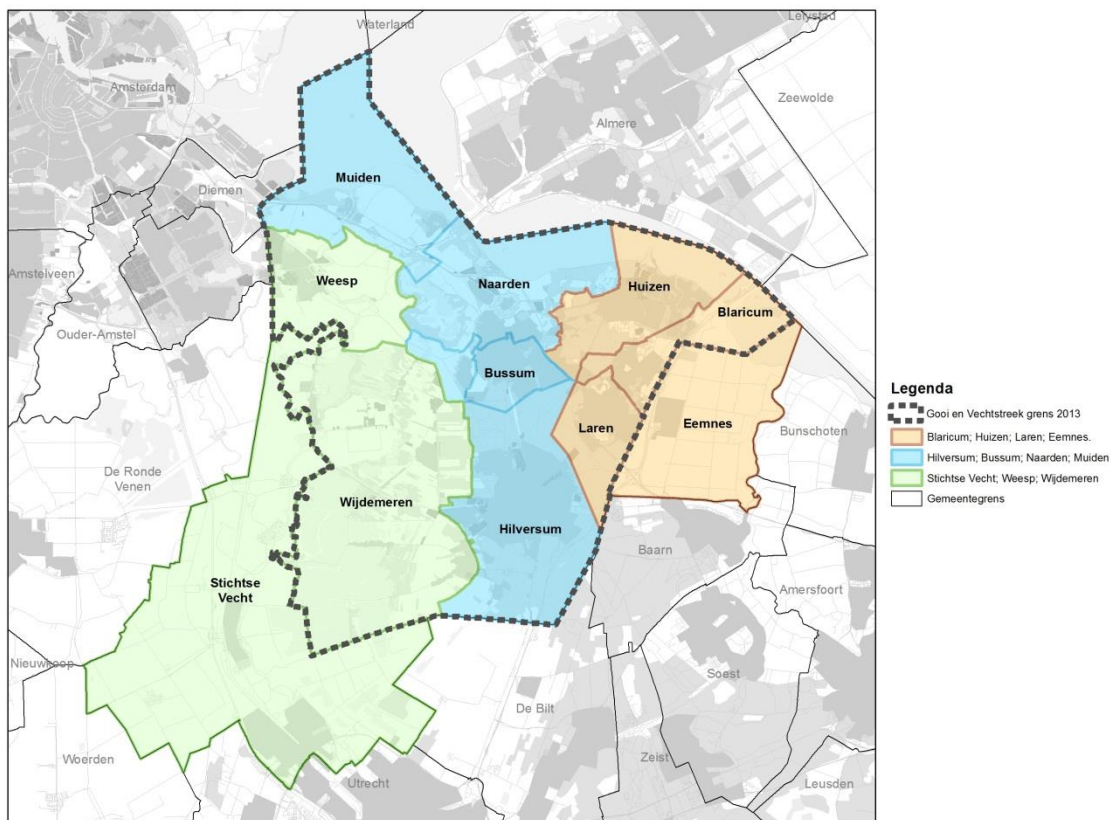 Waterland
Lelystad
Amsterdam
Zeewolde
Almere
Muiden
Diemen
Amstelveen
Weesp
Naarden
Huizen
Blaricum
Ouder-Amstel
Bussum
Laren
Eemnes
Bunschoten
De Ronde
Venen
Wijdemeren
Hilversum
Baarn
Stichtse
Vecht
Amersfoort
Nieuwkoop
Soest
De Bilt
Woerden
Utrecht
Zeist
Leusden
Legenda
Gooi en Vechtstreek grens 2013
Blaricum; Huizen; Laren; Eemnes.
Hilversum; Bussum; Naarden; Muiden
Stichtse Vecht; Weesp; Wijdemeren
Gemeentegrens